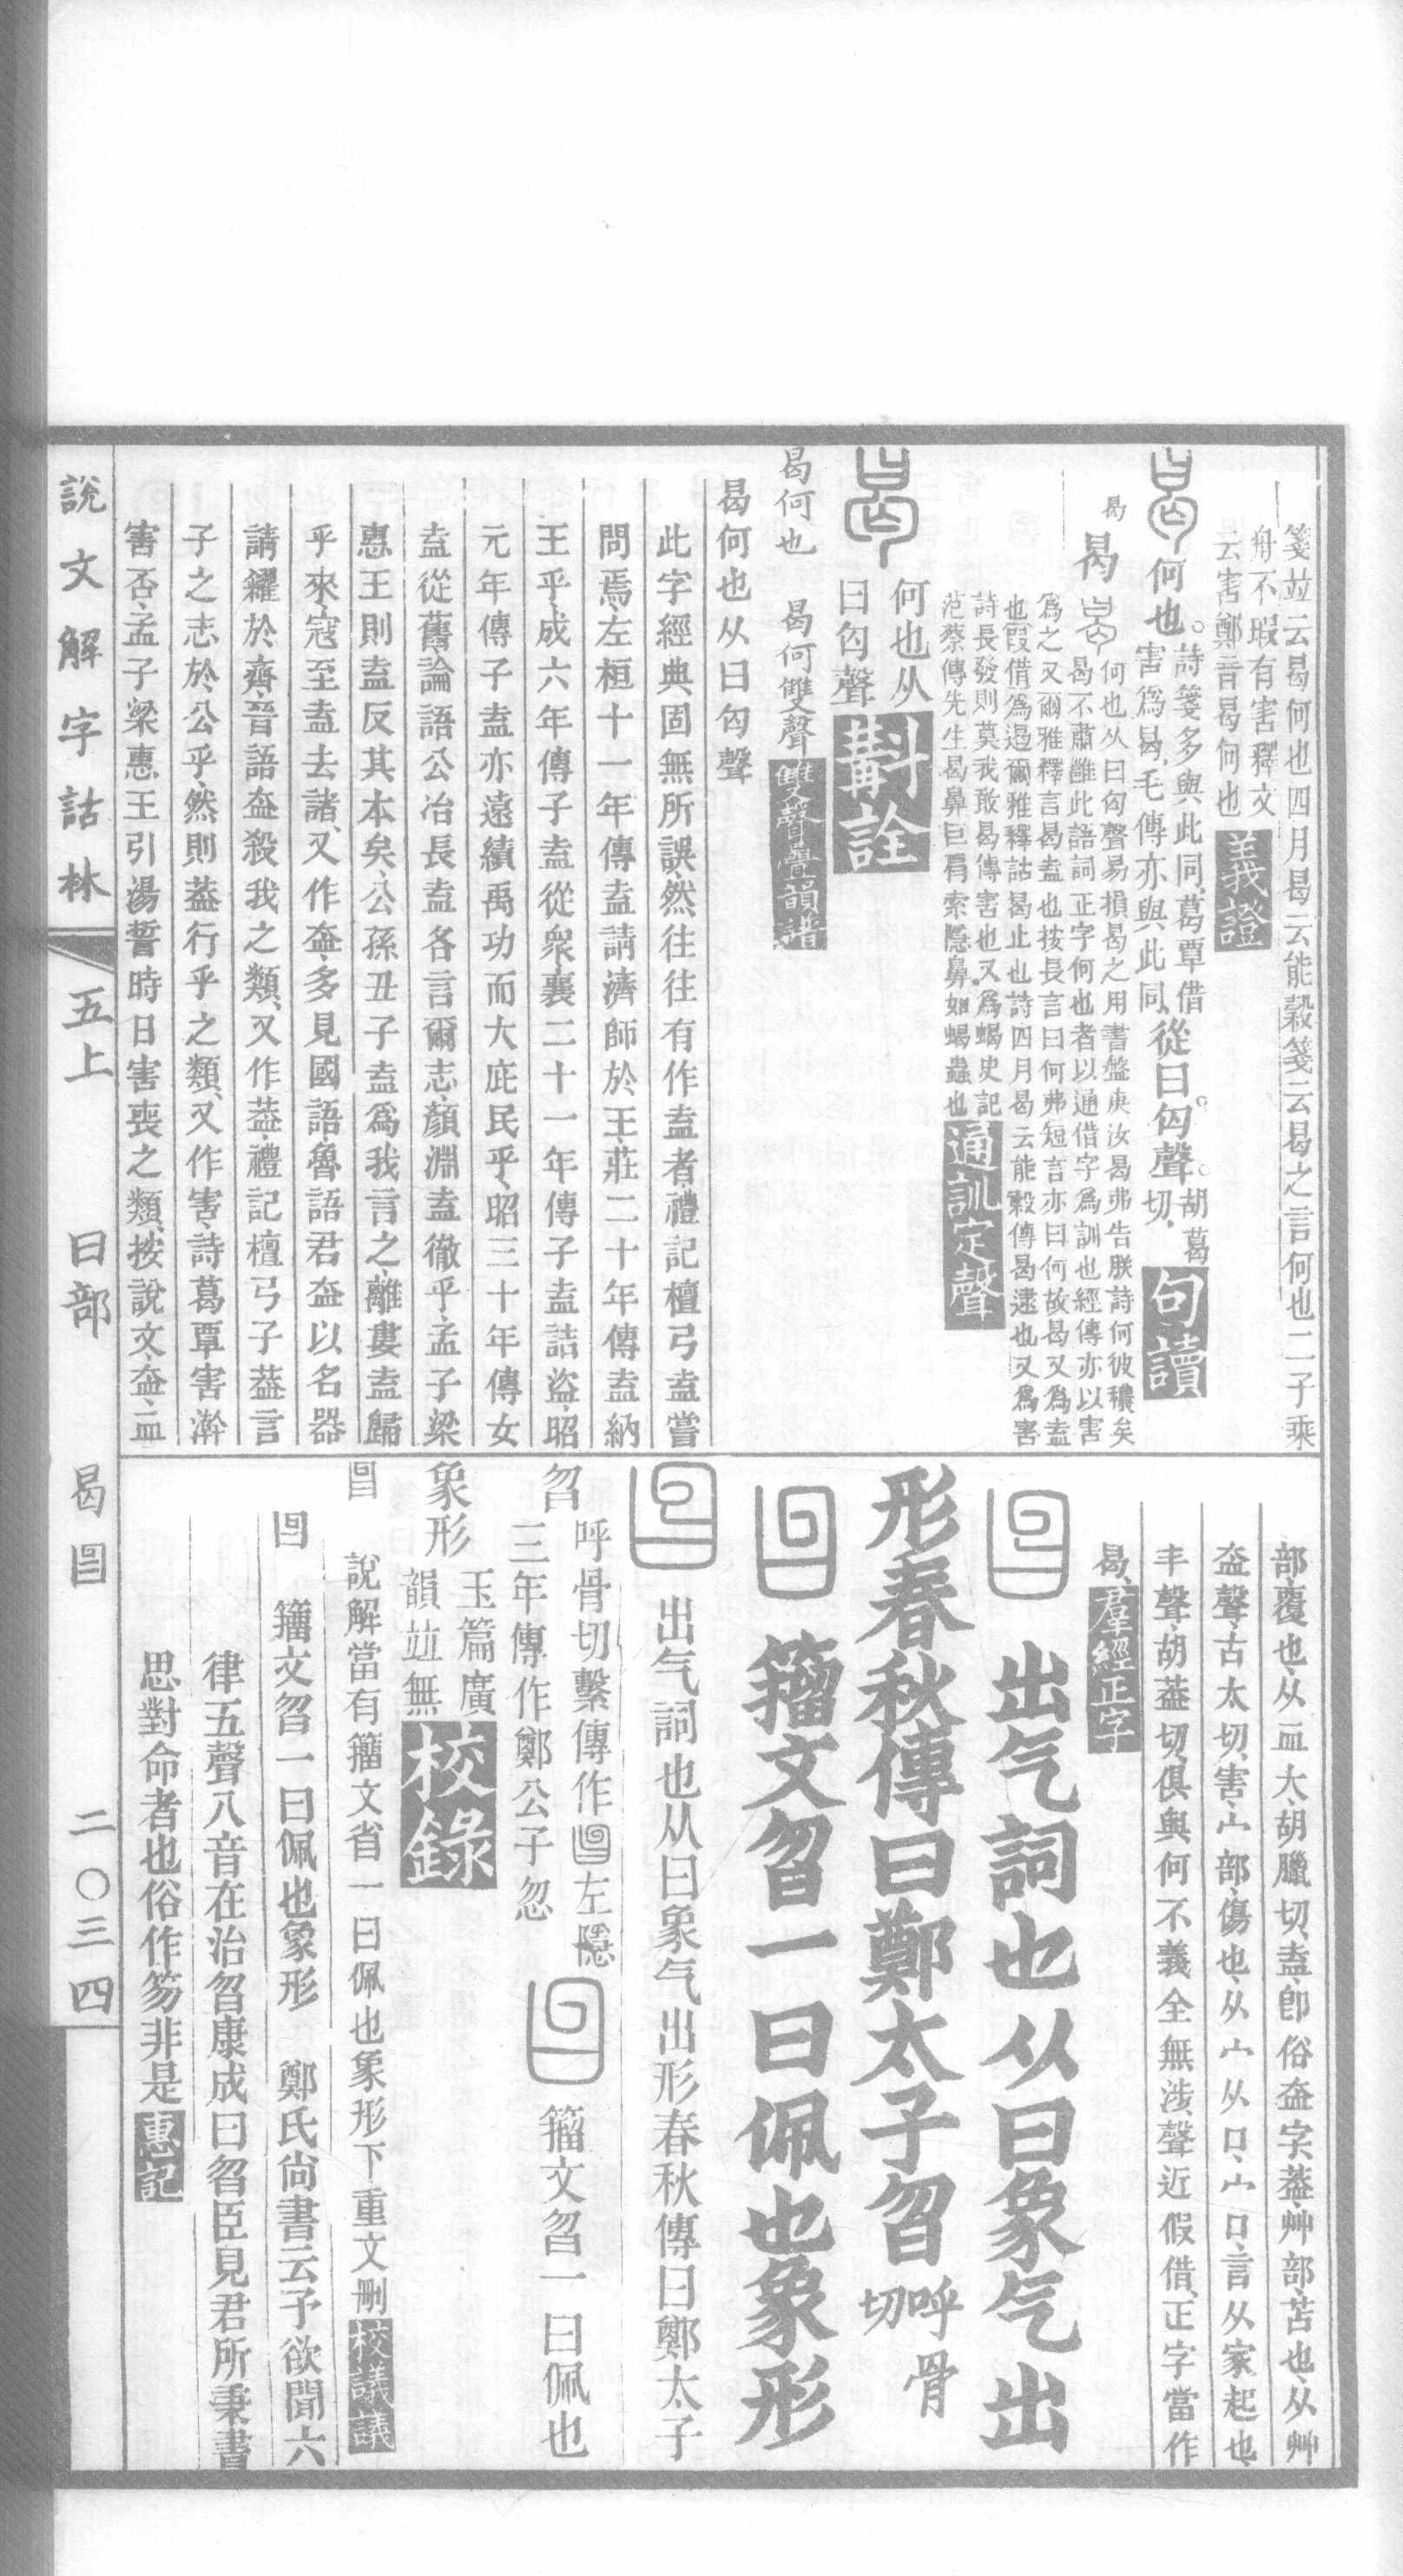 箋竝云曷何也四月曷云能穀箋云曷之言何也二子乘
舟不瑕有害釋文
云害鄭音曷何也 義證
何也詩箋多與此同葛覃借
害爲曷毛傳亦與此同從曰匃聲胡葛
切 句讀
曷
曷 何也从曰匃聲易損曷之用書盤庚汝曷弗告朕詩何彼穠矣
曷不肅雝此語詞正字何也者以通借字爲訓也經傳亦以害
爲之又爾雅釋言曷盍也按長言曰何弗短言亦曰何故曷又爲盍
也叚借爲遏爾雅釋詁曷止也詩四月曷云能穀傳曷逮也又爲害
詩長發則莫我敢曷傳害也又爲蝎史記
范蔡傳先生曷鼻巨肩索隱鼻如蝎蟲也 通訓定聲
何也从
曰匃聲 斠詮
曷何也 曷何雙聲 雙聲疊韻譜
曷何也从曰匃聲
此字經典固無所誤然往往有作盍者禮記檀弓盍嘗
問焉左桓十一年傳盍請濟師於王莊二十年傳盍納
王乎成六年傳子盍從衆襄二十一年傳子盍詰盜昭
元年傳子盍亦遠績禹功而大庇民乎昭三十年傳女
盍從舊論語公冶長盍各言爾志顏淵盍徹乎孟子梁
惠王則盍反其本矣公孫丑子盍爲我言之離婁盍歸
乎來寇至盍去諸又作盇多見國語魯語君盇以名器
請糴於齊晉語盇殺我之類又作葢禮記檀弓子葢言
子之志於公乎然則葢行乎之類又作害詩葛覃害澣
害否孟子梁惠王引湯誓時日害喪之類按說文盇血
部覆也从血大胡臘切盍卽俗盇字葢艸部苫也从艸
盇聲古太切害宀部傷也从宀从口宀口言从家起也
丯聲胡葢切俱與何不義全無涉聲近假借正字當作
曷 羣經正字
出气詞也从曰象气出
形春秋傳曰鄭太子曶呼骨
切
籀文曶一曰佩也象形
出气詞也从曰象气出形春秋傳曰鄭太子
曶 呼骨切繫傳作𠚳左隱
三年傳作鄭公子忽 籀文曶一曰佩也
象形 玉篇廣
韻竝無 校錄
說解當有籀文省一曰佩也象形下重文刪 校議議
籀文曶一曰佩也象形 鄭氏尚書云予欲聞六
律五聲八音在治曶康成曰曶臣見君所秉書
思對命者也俗作笏非是 惠記
說文解字詁林 五上 曰部 曷 二〇三四